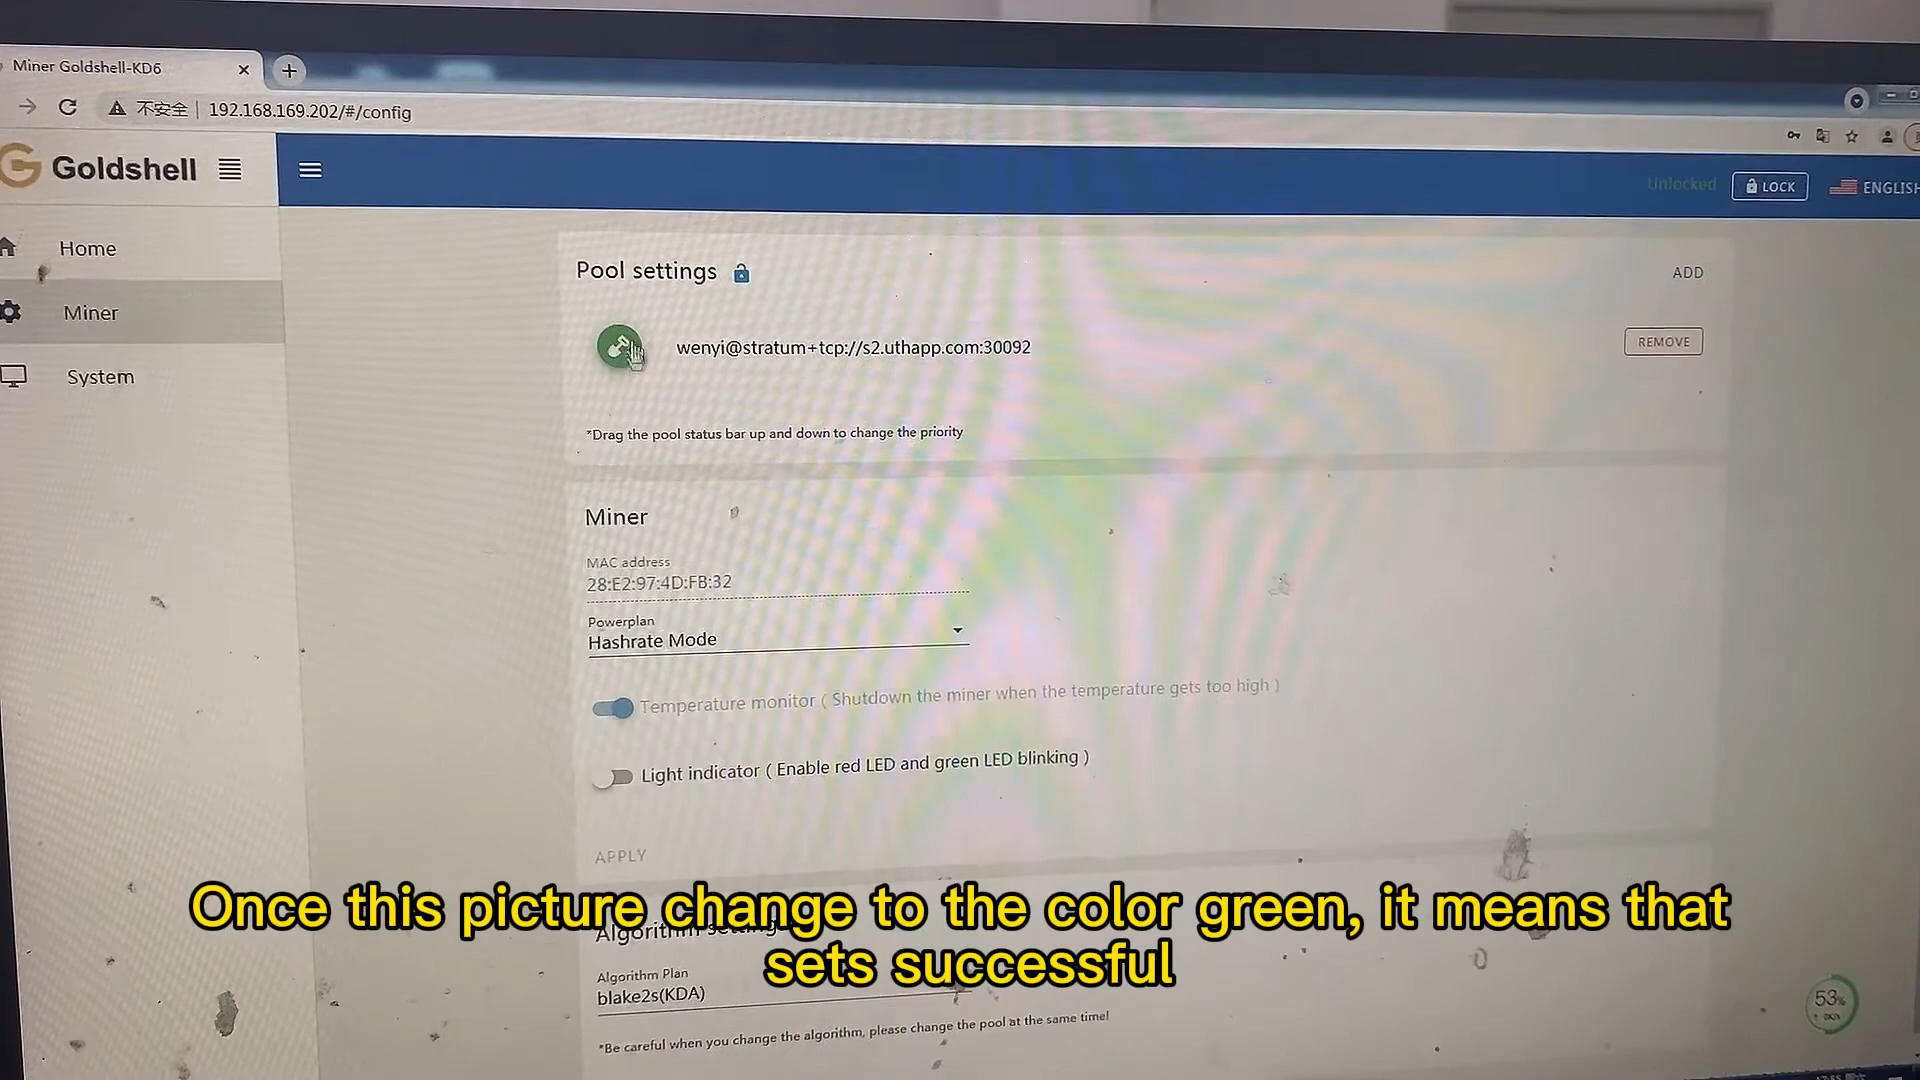 Miner Goldshell-KD6
不安全 | 192.168.169.202/#/config
Goldshell
Unlocked
LOCK
ENGLISH
Home
Miner
System
Pool settings
ADD
wenyi@stratum+tcp://s2.uthapp.com:30092
REMOVE
*Drag the pool status bar up and down to change the priority
Miner
MAC address
28:E2:97:4D:FB:32
Powerplan
Hashrate Mode
Temperature monitor ( Shutdown the miner when the temperature gets too high )
Light indicator ( Enable red LED and green LED blinking )
APPLY
Once this picture change to the color green, it means that
sets successful
Algorithm
Algorithm Plan
blake2s(KDA)
*Be careful when you change the algorithm, please change the pool at the same time!
53%